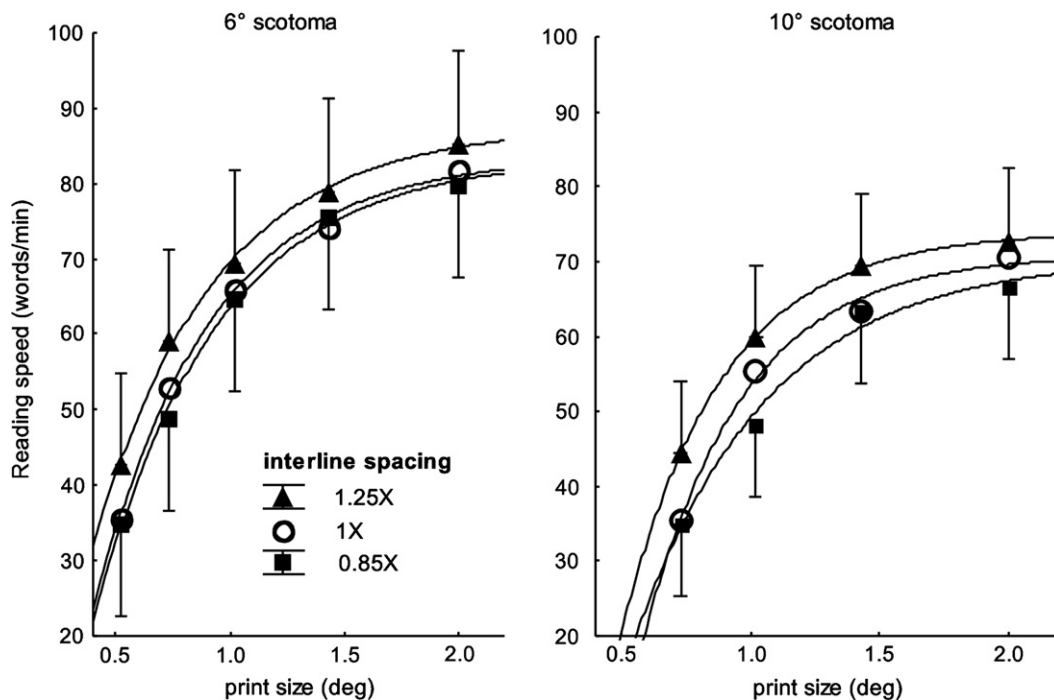 6° scotoma
100
90
80
70
60
50
40
30
20
Reading speed (words/min)
interline spacing
1.25X
1X
0.85X
0.5
1.0
1.5
2.0
print size (deg)
10° scotoma
100
90
80
70
60
50
40
30
20
0.5
1.0
1.5
2.0
print size (deg)